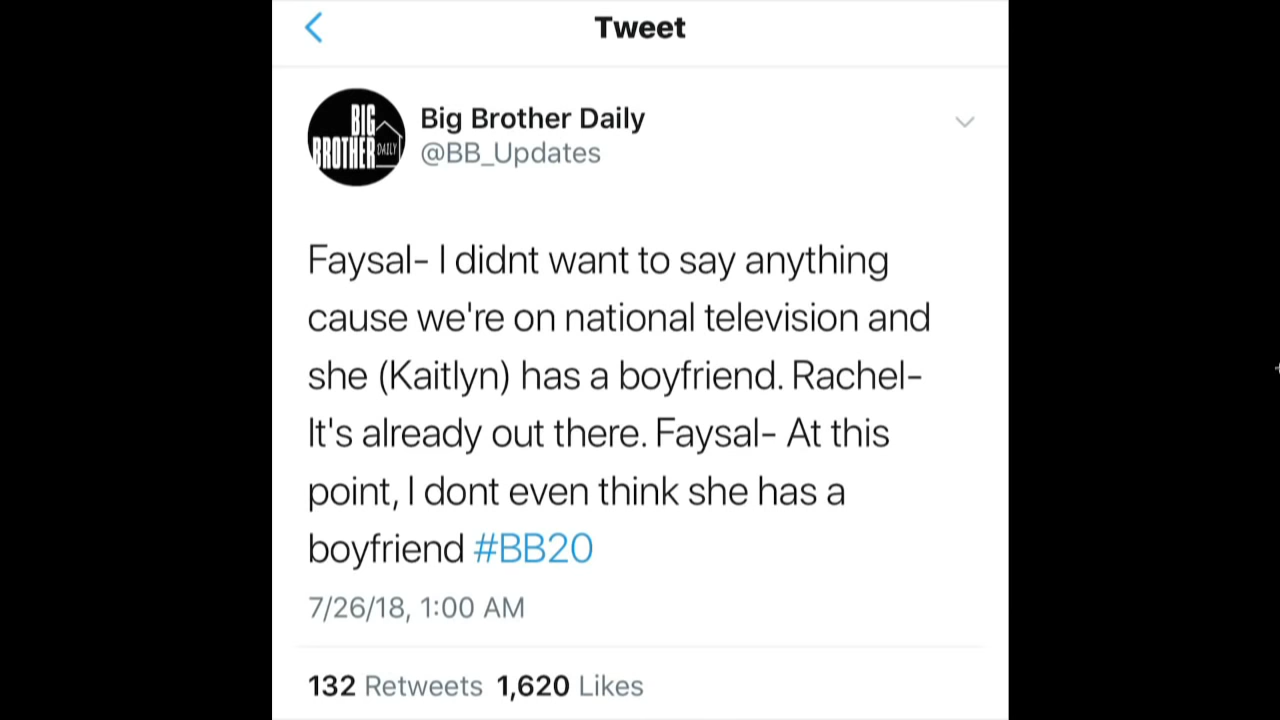 Tweet
BIG
BROTHER DAILY
Big Brother Daily
@BB_Updates
Faysal- I didnt want to say anything
cause we're on national television and
she (Kaitlyn) has a boyfriend. Rachel-
It's already out there. Faysal- At this
point, I dont even think she has a
boyfriend #BB20
7/26/18, 1:00 AM
132 Retweets 1,620 Likes